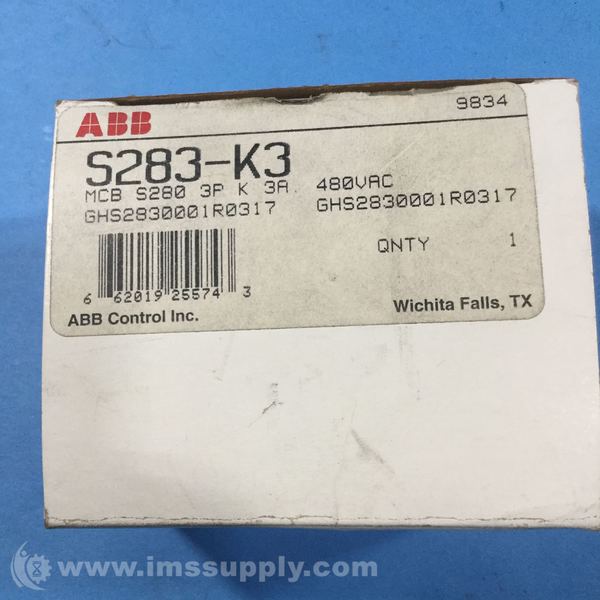 ABB
9834
S283-K3
MCB S280 3P K 3A 480VAC
GHS2830001R0317 GHS2830001R0317
QNTY 1
6 62019 25574 3
ABB Control Inc. Wichita Falls, TX
© www.imssupply.com